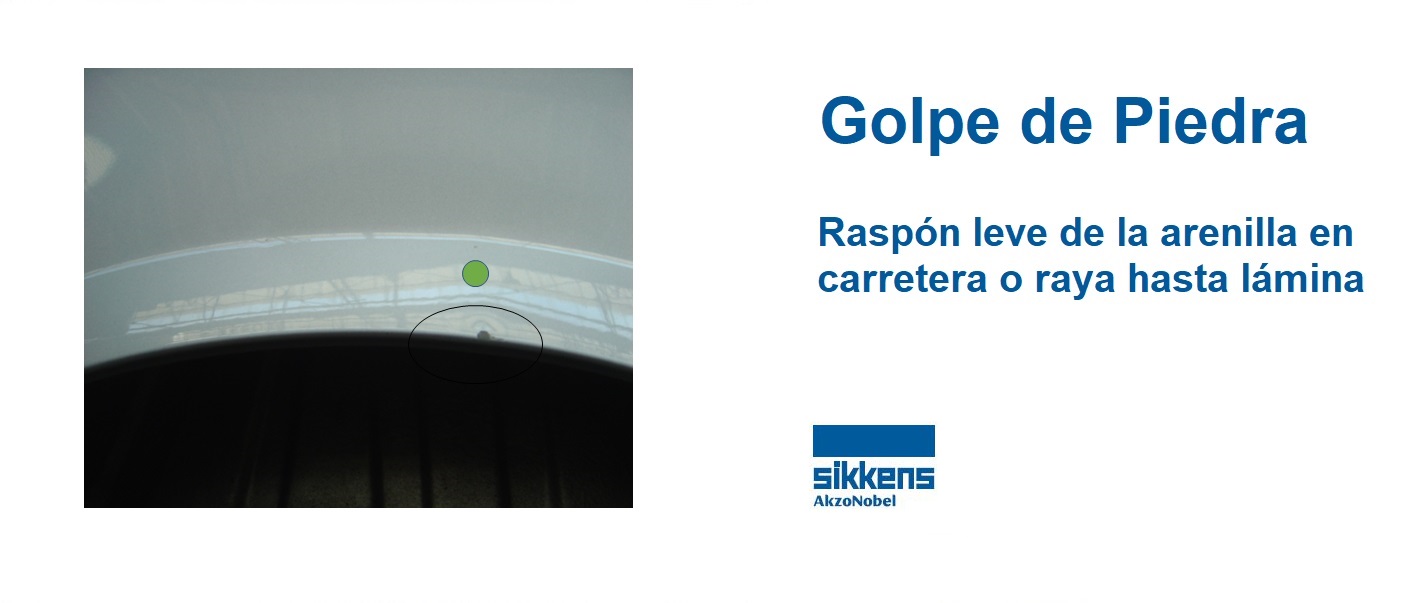 Golpe de Piedra
Raspón leve de la arenilla en
carretera o raya hasta lámina
sikkens
AkzoNobel